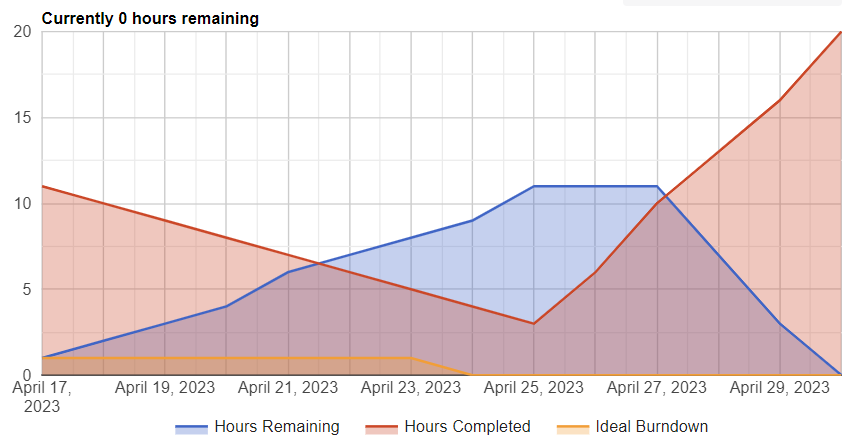 Currently 0 hours remaining
20
15
10
5
0
April 17,
2023
April 19, 2023
April 21, 2023
April 23, 2023
April 25, 2023
April 27, 2023
April 29, 2023
Hours Remaining
Hours Completed
Ideal Burndown